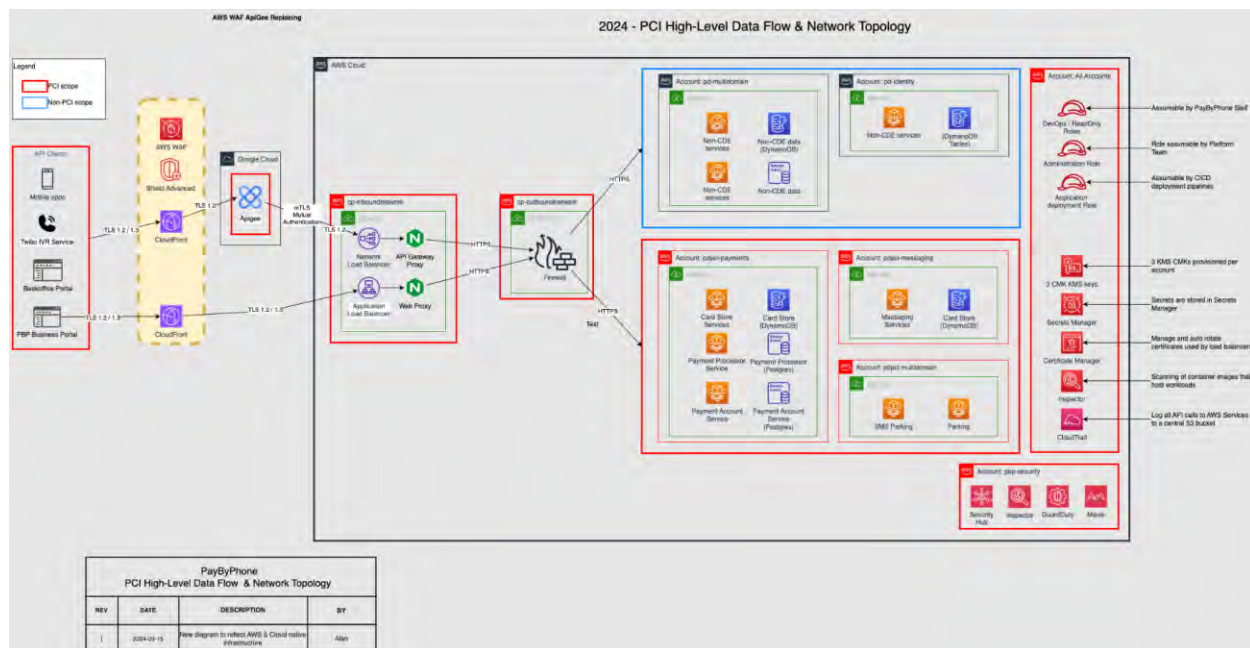 AWS WAF ApiGee Replacing
2024 - PCI High-Level Data Flow & Network Topology
Legend
PCI scope
Non-PCI scope
API Clients
Mobile apps
Twilio IVR Service
Backoffice Portal
PBP Business Portal
TLS 1.2 / 1.3
TLS 1.2 / 1.3
AWS WAF
Shield Advanced
CloudFront
CloudFront
TLS 1.2
Google Cloud
Apigee
mTLS
Mutual
Authentication
TLS 1.2
TLS 1.2 / 1.3
AWS Cloud
Network
Load Balancer
API Gateway
Proxy
Application
Load Balancer
Web Proxy
HTTPS
HTTPS
Firewall
HTTPS
HTTPS
Text
Non-CDE
services
Non-CDE data
(DynamoDB)
Non-CDE
services
Non-CDE data
Account: pd-identity
Non-CDE services
(DynamoDB
Tables)
Account: pdpci-payments
Card Store
Services
Card Store
(DynamoDB)
Payment Processor
Service
Payment Processor
(Postgres)
Payment Account
Service
Payment Account
Service
(Postgres)
Account: pdpci-messaging
Messaging
Services
Card Store
(DynamoDB)
Account: pdpci-multidomain
SMS Parking
Parking
Account: All Accounts
DevOps - ReadOnly
Roles
Assumable by PayByPhone Staff
Administration Role
Role assumable by Platform
Team
Application
deployment Role
Assumable by CICD
deployment pipelines
3 CMK KMS keys
3 KMS CMKs provisioned per
account
Secrets Manager
Secrets are stored in Secrets
Manager
Certificate Manager
Manage and auto rotate
certificates used by load balancers
Inspector
Scanning of container images that
host workloads
CloudTrail
Log all API calls to AWS Services
to a central S3 bucket
Account: pbp-security
Security
Hub
Inspector
GuardDuty
Macie
PayByPhone
PCI High-Level Data Flow & Network Topology
REV
DATE
DESCRIPTION
BY
2024-03-15
New diagram to reflect AWS & Cloud native
infrastructure
Alan